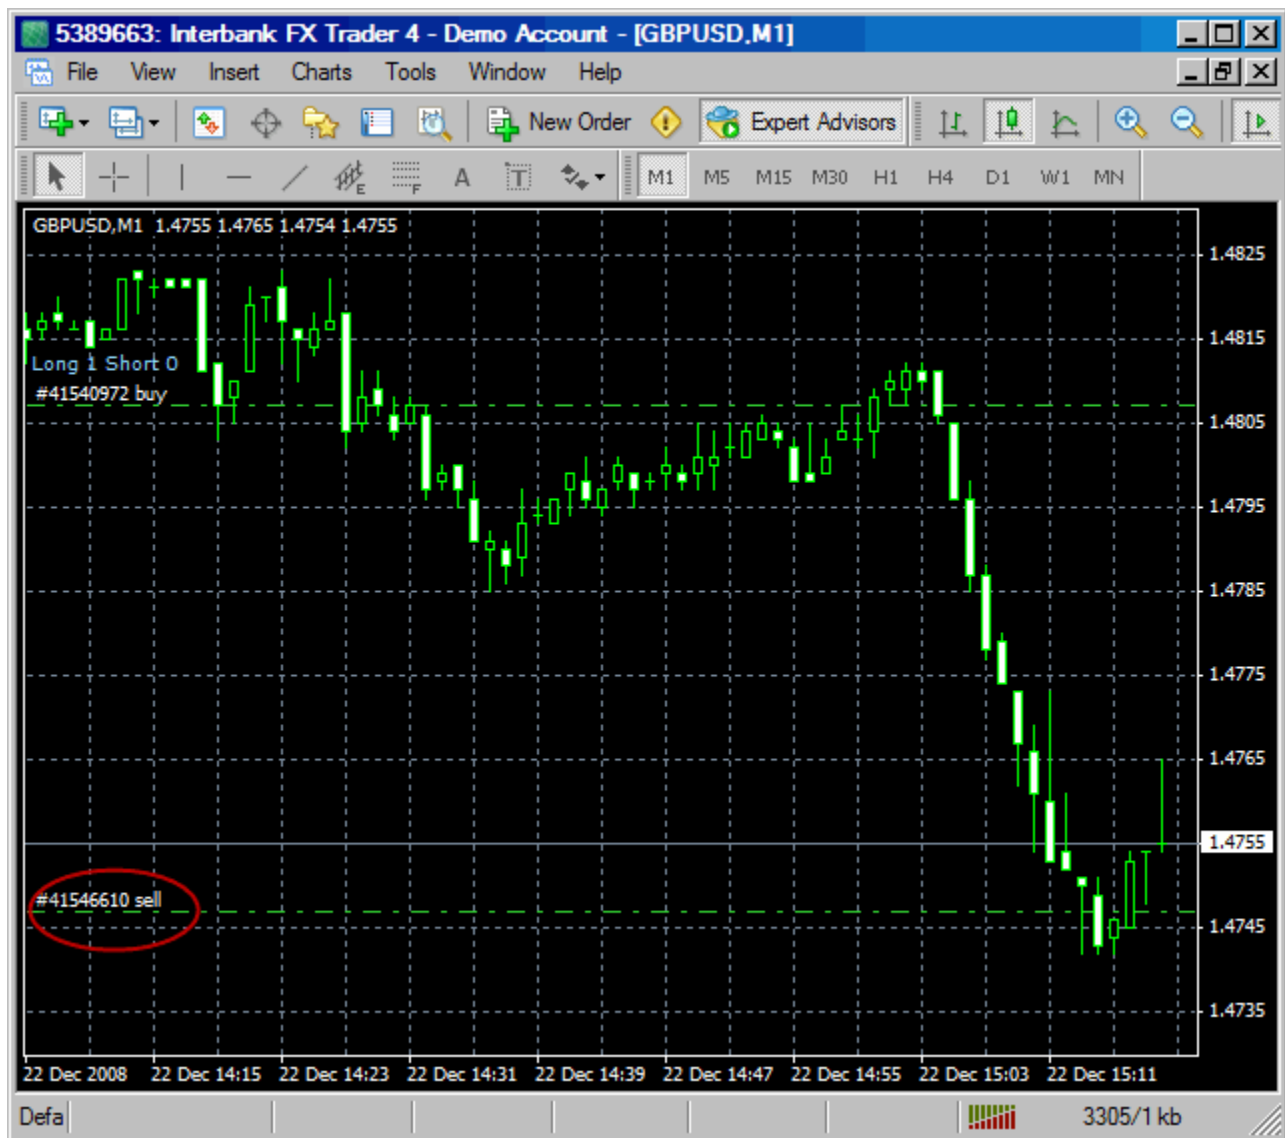 5389663: Interbank FX Trader 4 - Demo Account - [GBPUSD,M1]
File View Insert Charts Tools Window Help
New Order Expert Advisors
E F A T M1 M5 M15 M30 H1 H4 D1 W1 MN
GBPUSD,M1 1.4755 1.4765 1.4754 1.4755
1.4825
1.4815
Long 1 Short 0
#41540972 buy
1.4805
1.4795
1.4785
1.4775
1.4765
1.4755
#41546610 sell
1.4745
1.4735
22 Dec 2008 22 Dec 14:15 22 Dec 14:23 22 Dec 14:31 22 Dec 14:39 22 Dec 14:47 22 Dec 14:55 22 Dec 15:03 22 Dec 15:11
Defa 3305/1 kb